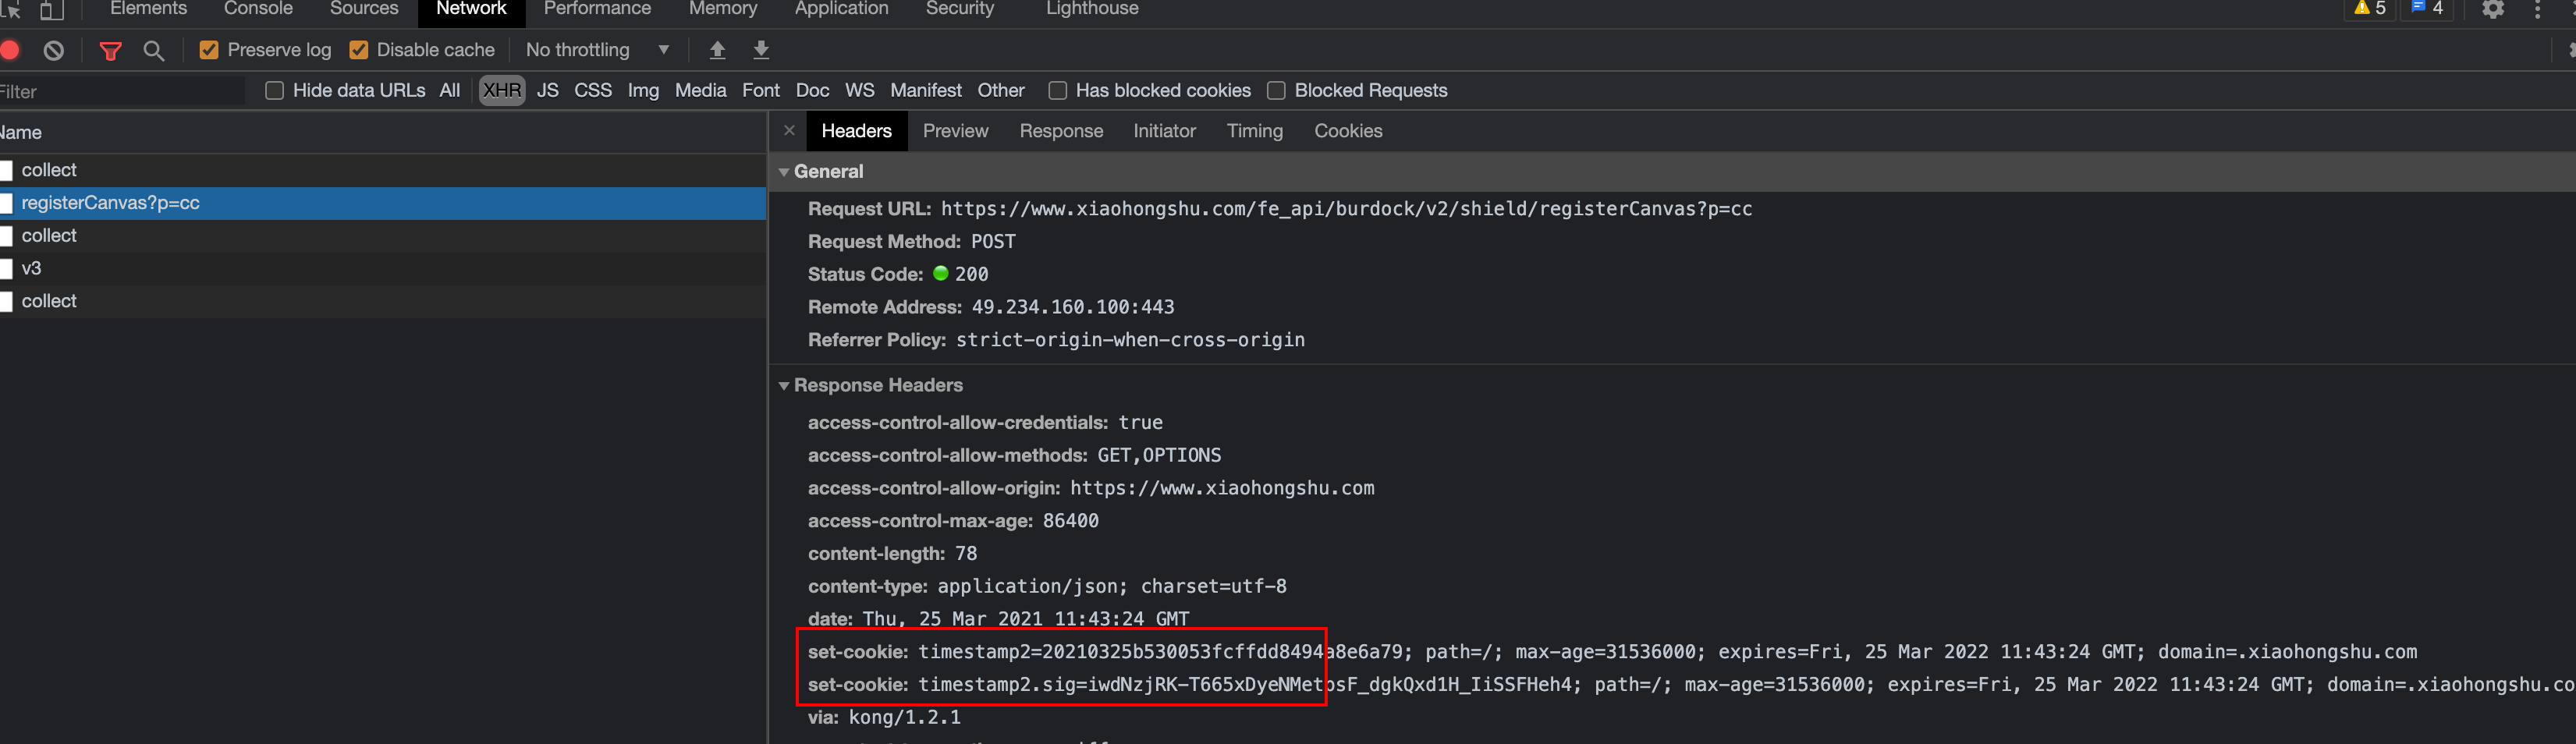 Elements Console Sources Network Performance Memory Application Security Lighthouse 5 4
Preserve log Disable cache No throttling
Filter Hide data URLs All XHR JS CSS Img Media Font Doc WS Manifest Other Has blocked cookies Blocked Requests
Name
collect
registerCanvas?p=cc
collect
v3
collect
Headers Preview Response Initiator Timing Cookies
General
Request URL: https://www.xiaohongshu.com/fe_api/burdock/v2/shield/registerCanvas?p=cc
Request Method: POST
Status Code: 200
Remote Address: 49.234.160.100:443
Referrer Policy: strict-origin-when-cross-origin
Response Headers
access-control-allow-credentials: true
access-control-allow-methods: GET,OPTIONS
access-control-allow-origin: https://www.xiaohongshu.com
access-control-max-age: 86400
content-length: 78
content-type: application/json; charset=utf-8
date: Thu, 25 Mar 2021 11:43:24 GMT
set-cookie: timestamp2=20210325b530053fcffdd8494a8e6a79; path=/; max-age=31536000; expires=Fri, 25 Mar 2022 11:43:24 GMT; domain=.xiaohongshu.com
set-cookie: timestamp2.sig=iwdNzjRK-T665xDyeNMetbsF_dgkQxd1H_IiSSFHeh4; path=/; max-age=31536000; expires=Fri, 25 Mar 2022 11:43:24 GMT; domain=.xiaohongshu.co
via: kong/1.2.1